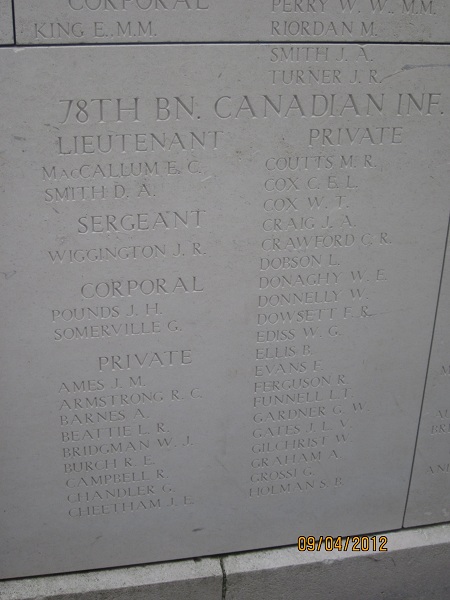 CORPORAL
KING E., M.M.
PERRY W. W., M.M.
RIORDAN M.
SMITH J. A.
TURNER J. R.
78TH BN. CANADIAN INF.
LIEUTENANT
MACCALLUM E. C.
SMITH D. A.
SERGEANT
WIGGINGTON J. R.
CORPORAL
POUNDS J. H.
SOMERVILLE G.
PRIVATE
AMES J. M.
ARMSTRONG R. C.
BARNES A.
BEATTIE L. R.
BRIDGMAN W. J.
BURCH R. E.
CAMPBELL R.
CHANDLER G.
CHEETHAM J. E.
PRIVATE
COUTTS M. R.
COX C. E. L.
COX W. T.
CRAIG J. A.
CRAWFORD C. R.
DOBSON L.
DONAGHY W. E.
DONNELLY W.
DOWSETT F. R.
EDISS W. G.
ELLIS B.
EVANS F.
FERGUSON R.
FUNNELL L. T.
GARDNER G. W.
GATES J. L. V.
GILCHRIST W.
GRAHAM A.
GROSSI G.
HOLMAN S. B.
09/04/2012